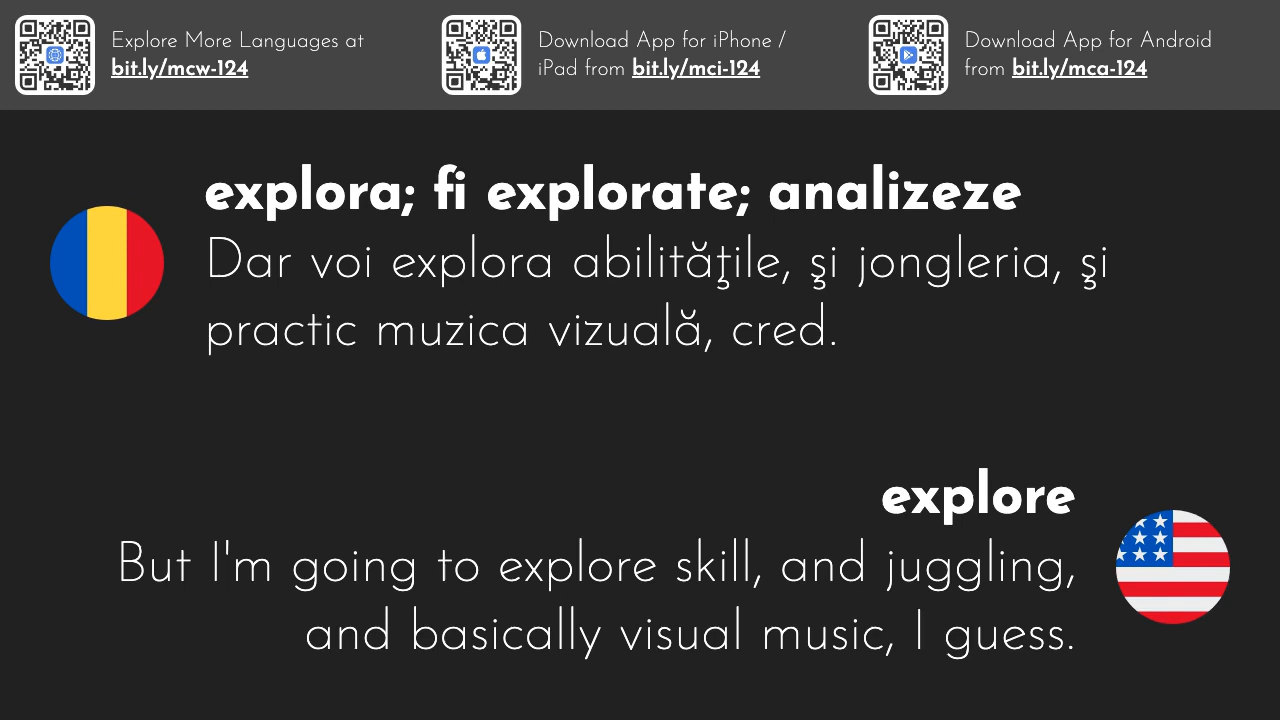 Explore More Languages at
bit.ly/mcw-124
Download App for iPhone /
iPad from bit.ly/mci-124
Download App for Android
from bit.ly/mca-124
explora; fi explorate; analizeze
Dar voi explora abilităţile, şi jongleria, şi
practic muzica vizuală, cred.
explore
But I'm going to explore skill, and juggling,
and basically visual music, I guess.